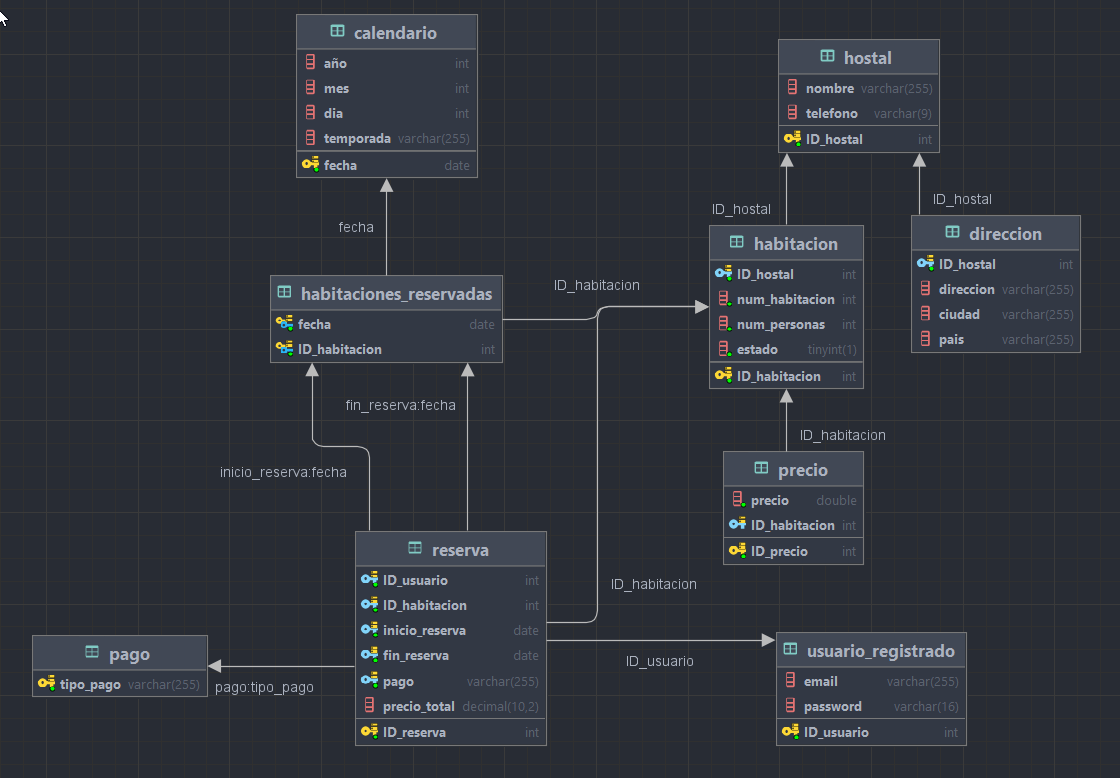 calendario
año int
mes int
dia int
temporada varchar(255)
fecha date
hostal
nombre varchar(255)
telefono varchar(9)
ID_hostal int
fecha
ID_hostal
ID_hostal
habitacion
ID_hostal int
num_habitacion int
num_personas int
estado tinyint(1)
ID_habitacion int
direccion
ID_hostal int
direccion varchar(255)
ciudad varchar(255)
pais varchar(255)
habitaciones_reservadas
fecha date
ID_habitacion int
ID_habitacion
fin_reserva:fecha
inicio_reserva:fecha
ID_habitacion
precio
precio double
ID_habitacion int
ID_precio int
reserva
ID_usuario int
ID_habitacion int
inicio_reserva date
fin_reserva date
pago varchar(255)
precio_total decimal(10,2)
ID_reserva int
ID_habitacion
ID_usuario
pago
tipo_pago varchar(255)
pago:tipo_pago
usuario_registrado
email varchar(255)
password varchar(16)
ID_usuario int